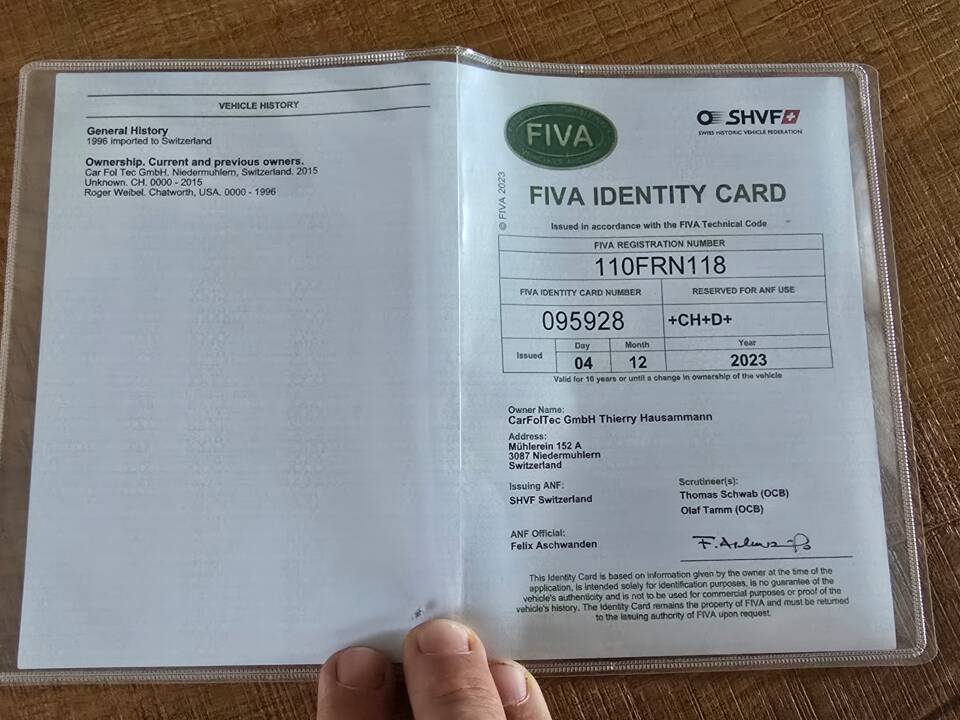 VEHICLE HISTORY
General History
1996 imported to Switzerland
Ownership. Current and previous owners.
Car Fol Tec GmbH. Niedermuhlern, Switzerland. 2015
Unknown. CH. 0000 - 2015
Roger Weibel. Chatworth, USA. 0000 - 1996
FIVA
SHVF
SWISS HISTORIC VEHICLE FEDERATION
© FIVA 2023
FIVA IDENTITY CARD
Issued in accordance with the FIVA Technical Code
FIVA REGISTRATION NUMBER
110FRN118
FIVA IDENTITY CARD NUMBER
RESERVED FOR ANF USE
095928
+CH+D+
Issued
Day
Month
Year
04
12
2023
Valid for 10 years or until a change in ownership of the vehicle
Owner Name:
CarFolTec GmbH Thierry Hausammann
Address:
Mühlerein 152 A
3087 Niedermuhlern
Switzerland
Issuing ANF:
SHVF Switzerland
Scrutineer(s):
Thomas Schwab (OCB)
Olaf Tamm (OCB)
ANF Official:
Felix Aschwanden
This Identity Card is based on information given by the owner at the time of the
application, is intended solely for identification purposes, is no guarantee of the
vehicle's authenticity and is not to be used for commercial purposes or proof of the
vehicle's history. The Identity Card remains the property of FIVA and must be returned
to the issuing authority of FIVA upon request.